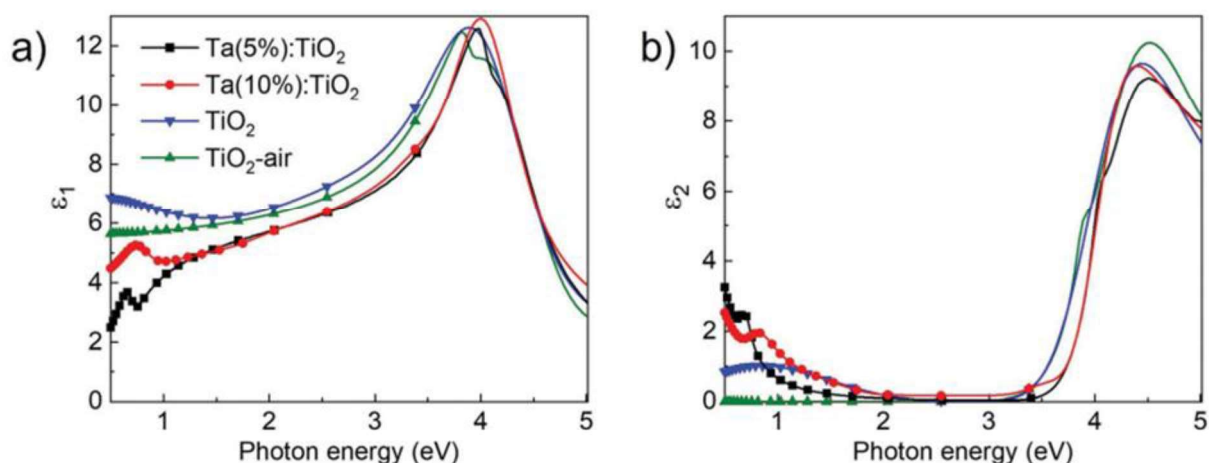 a)
Ta(5%):TiO₂
Ta(10%):TiO₂
TiO₂
TiO₂-air
ε₁
12
10
8
6
4
2
0
1 2 3 4 5
Photon energy (eV)
b)
ε₂
10
8
6
4
2
0
1 2 3 4 5
Photon energy (eV)